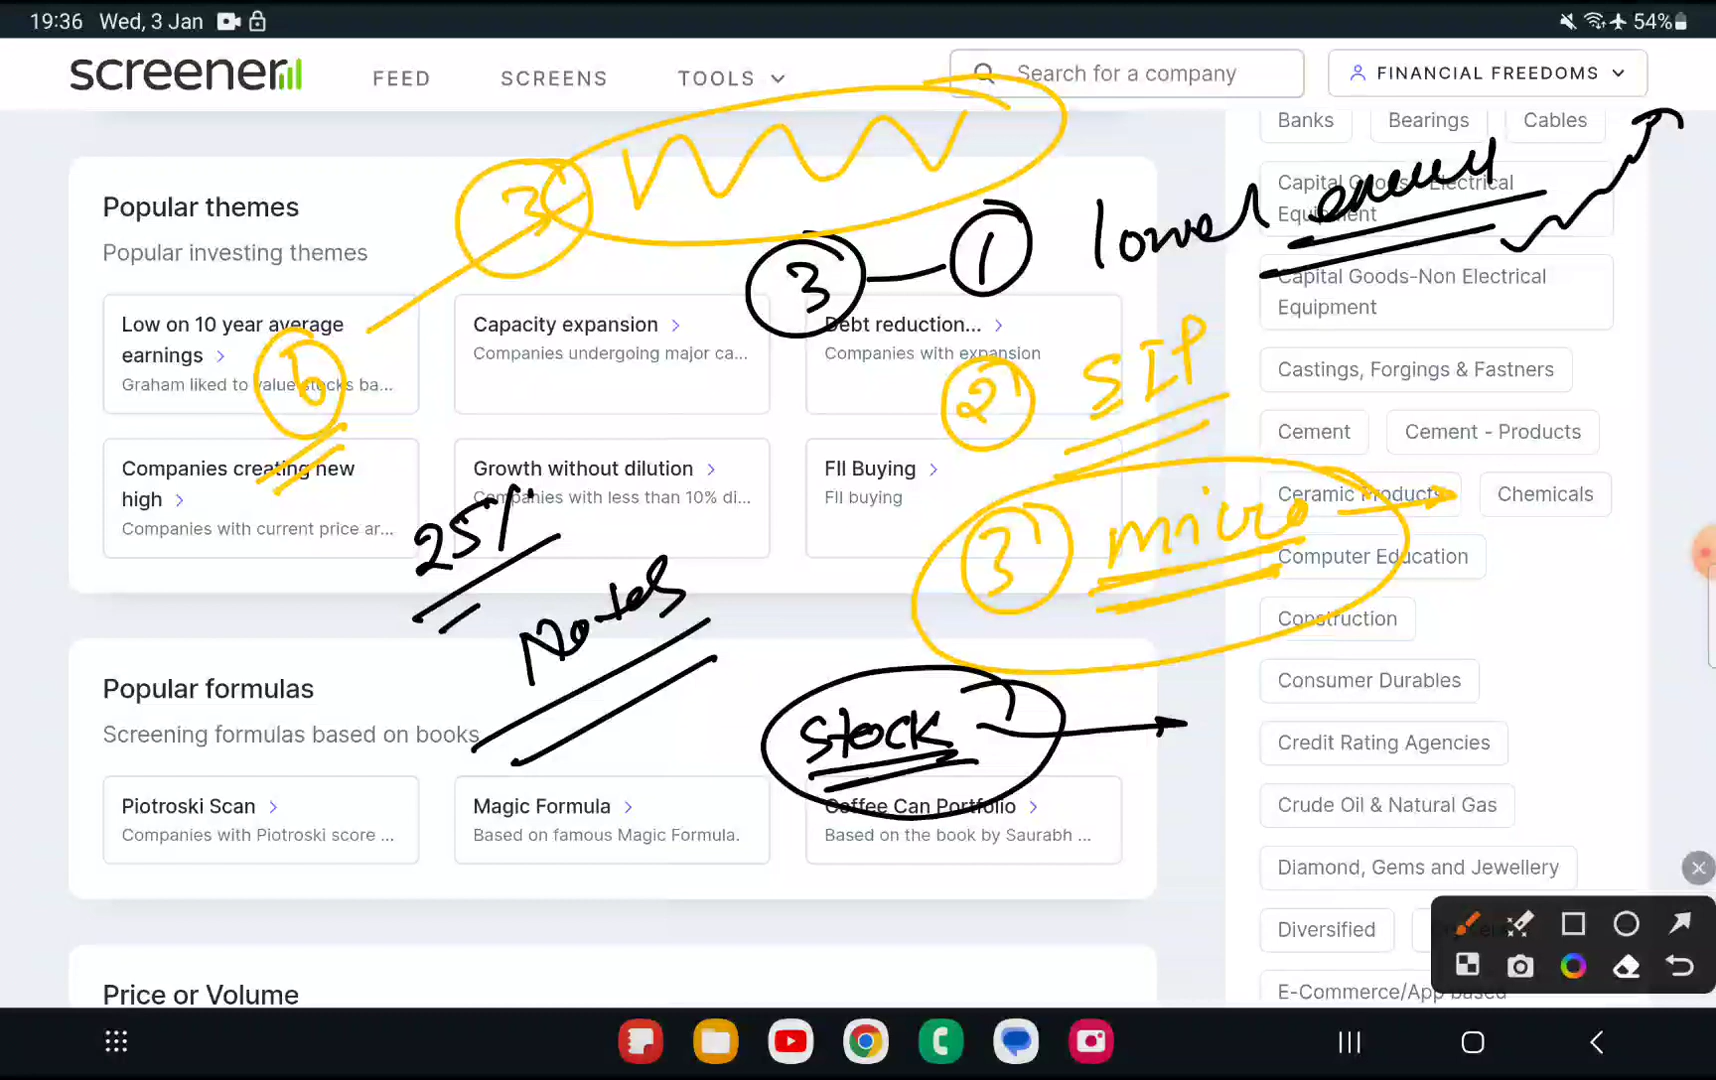 19:36 Wed, 3 Jan 54%
screener FEED SCREENS TOOLS Search for a company FINANCIAL FREEDOMS
Popular themes
Popular investing themes
Low on 10 year average earnings
Graham liked to value stocks ba...
Capacity expansion
Companies undergoing major ca...
Debt reduction...
Companies with expansion
Companies creating new high
Companies with current price ar...
Growth without dilution
Companies with less than 10% di...
FII Buying
FII buying
Popular formulas
Screening formulas based on books
Piotroski Scan
Companies with Piotroski score ...
Magic Formula
Based on famous Magic Formula.
Coffee Can Portfolio
Based on the book by Saurabh ...
Price or Volume
Banks Bearings Cables
Capital Goods - Electrical Equipment
Capital Goods-Non Electrical Equipment
Castings, Forgings & Fastners
Cement Cement - Products
Ceramic Products Chemicals
Computer Education
Construction
Consumer Durables
Credit Rating Agencies
Crude Oil & Natural Gas
Diamond, Gems and Jewellery
Diversified
E-Commerce/App based
3
3 1
6
2 SIP
3 micro
25%
Notes
stock